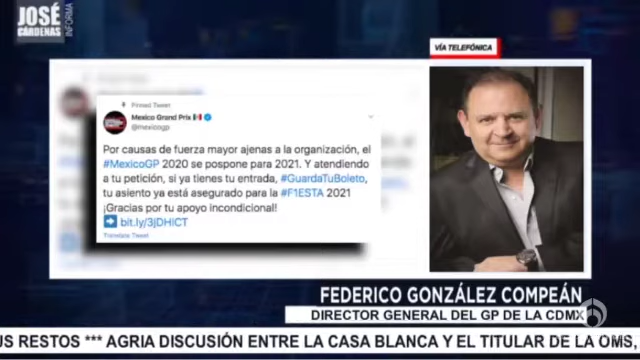 JOSÉ
CÁRDENAS
INFORMA
VÍA TELEFÓNICA
Pinned Tweet
Mexico Grand Prix
@mexicogp
Por causas de fuerza mayor ajenas a la organización, el
#MexicoGP 2020 se pospone para 2021. Y atendiendo
a tu petición, si ya tienes tu entrada, #GuardaTuBoleto,
tu asiento ya está asegurado para la #F1ESTA 2021
¡Gracias por tu apoyo incondicional!
bit.ly/3jDHICT
Translate Tweet
FEDERICO GONZÁLEZ COMPEÁN
DIRECTOR GENERAL DEL GP DE LA CDMX
US RESTOS *** AGRIA DISCUSIÓN ENTRE LA CASA BLANCA Y EL TITULAR DE LA OMS,